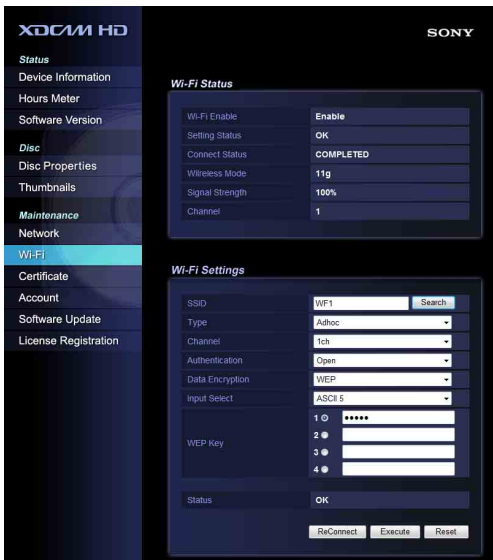 XDCAM HD
SONY
Status
Device Information
Hours Meter
Software Version
Disc
Disc Properties
Thumbnails
Maintenance
Network
Wi-Fi
Certificate
Account
Software Update
License Registration
Wi-Fi Status
Wi-Fi Enable Enable
Setting Status OK
Connect Status COMPLETED
Wireless Mode 11g
Signal Strength 100%
Channel 1
Wi-Fi Settings
SSID WF1 Search
Type Adhoc
Channel 1ch
Authentication Open
Data Encryption WEP
input Select ASCII 5
WEP Key
1 •••••
2
3
4
Status OK
ReConnect Execute Reset